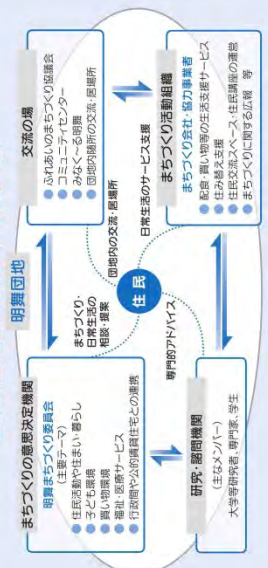 明舞団地
まちづくりの意思決定機関
明舞まちづくり委員会
(主要テーマ)
● 住民活動や住まい・暮らし
● 子ども環境
● 買い物環境
● 福祉・医療サービス
● 行政間や公的賃貸住宅との連携
交流の場
● ふれあいのまちづくり協議会
● コミュニティセンター
● みなく~る明舞
● 団地内随所の交流・居場所
まちづくり・
日常生活の
相談・提案
団地内の交流・居場所
住民
専門的アドバイス
日常生活のサービス支援
研究・諮問機関
(主なメンバー)
大学等研究者、専門家、学生
まちづくり活動組織
まちづくり会社・協力事業者
● 配食・買い物等の生活支援サービス
● 住み替え支援
● 住民交流スペース・住民講座の運営
● まちづくりに関する広報 等